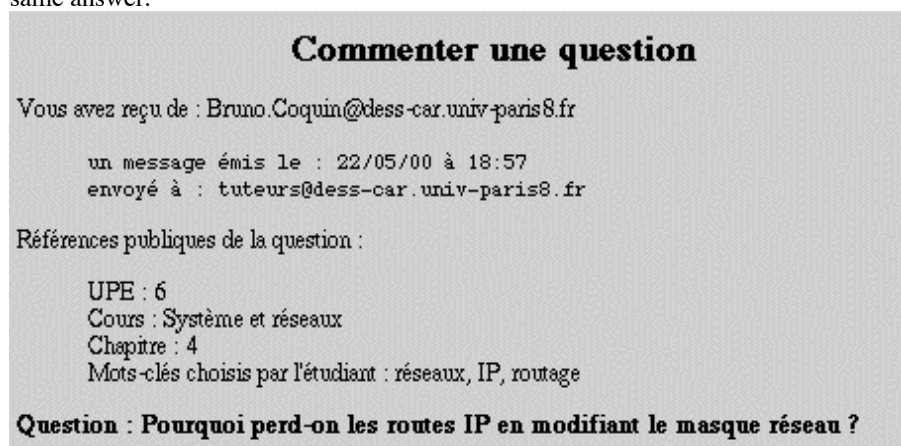 same answer.
Commenter une question
Vous avez reçu de : Bruno.Coquin@dess-car.univ-paris8.fr
un message émis le : 22/05/00 à 18:57
envoyé à : tuteurs@dess-car.univ-paris8.fr
Références publiques de la question :
UPE : 6
Cours : Système et réseaux
Chapitre : 4
Mots-clés choisis par l'étudiant : réseaux, IP, routage
Question : Pourquoi perd-on les routes IP en modifiant le masque réseau ?